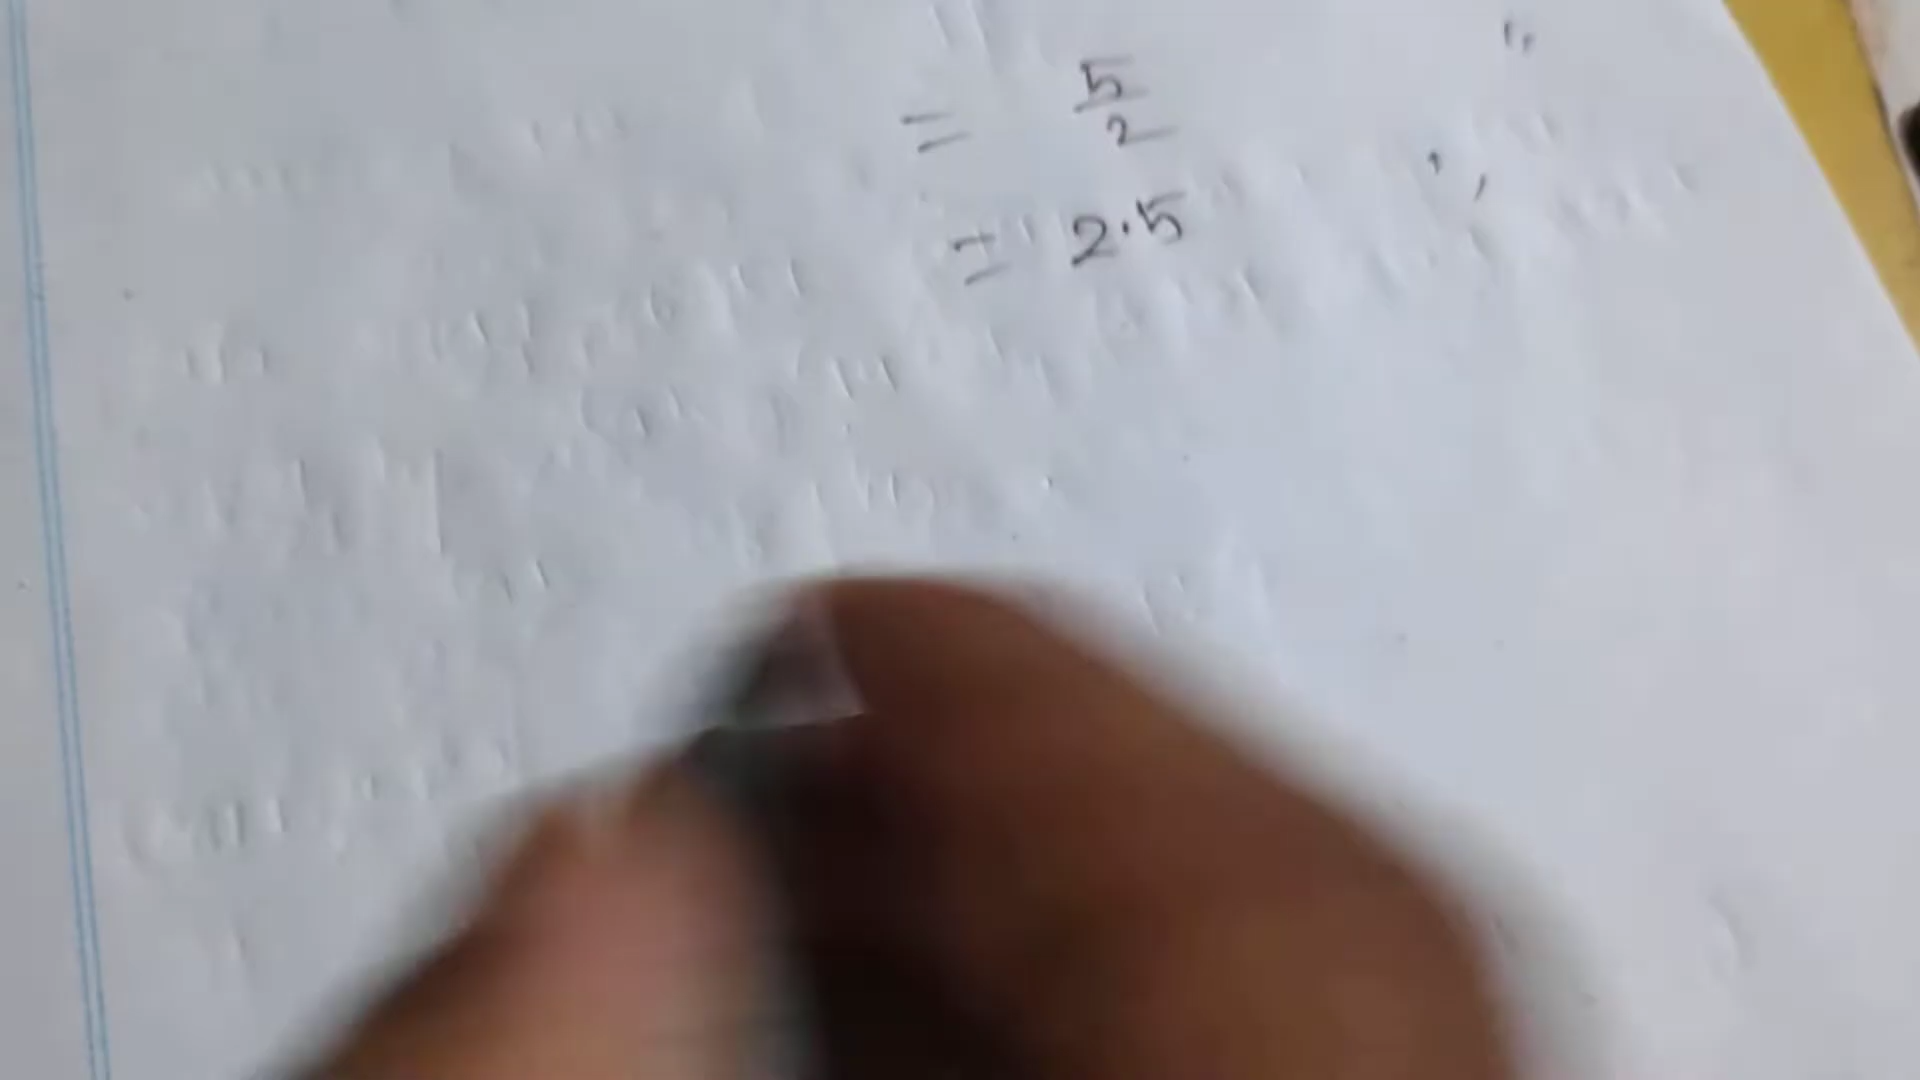 = 5/2
= 2.5